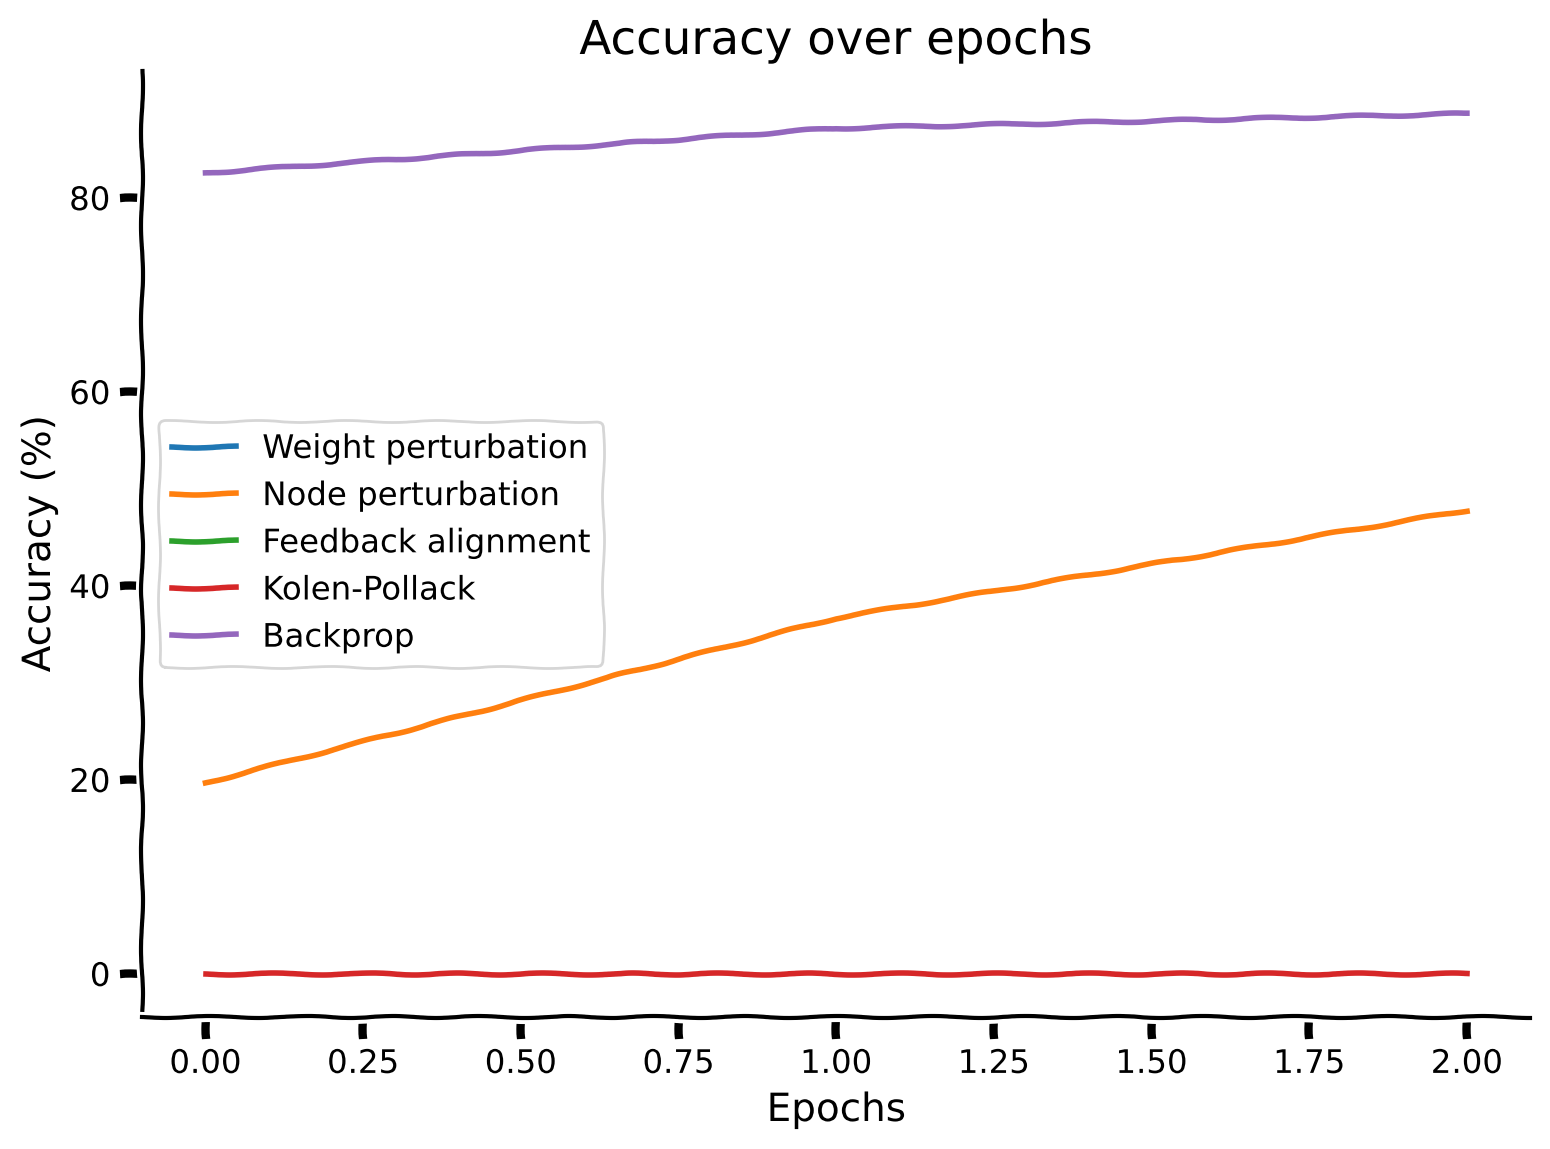 Accuracy over epochs
Accuracy (%)
80
60
40
20
0
Weight perturbation
Node perturbation
Feedback alignment
Kolen-Pollack
Backprop
0.00 0.25 0.50 0.75 1.00 1.25 1.50 1.75 2.00
Epochs